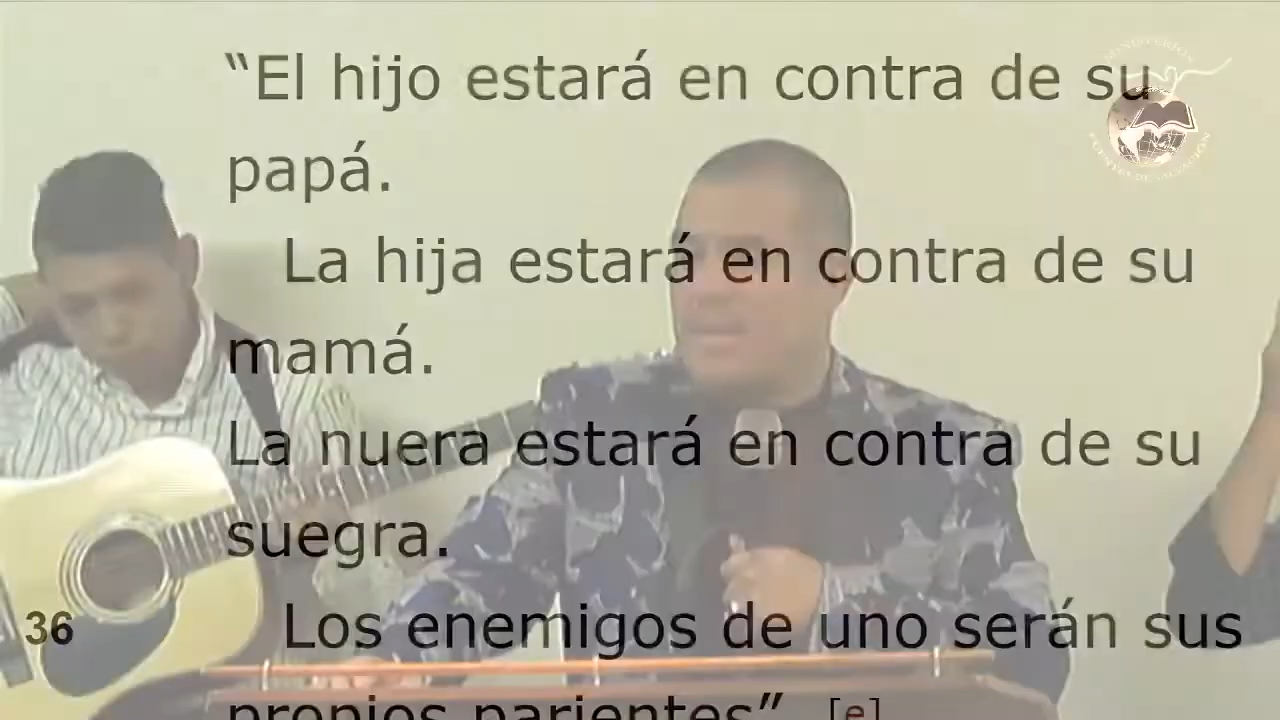 “El hijo estará en contra de su
papá.
La hija estará en contra de su
mamá.
La nuera estará en contra de su
suegra.
36 Los enemigos de uno serán sus
propios parientes”. [e]